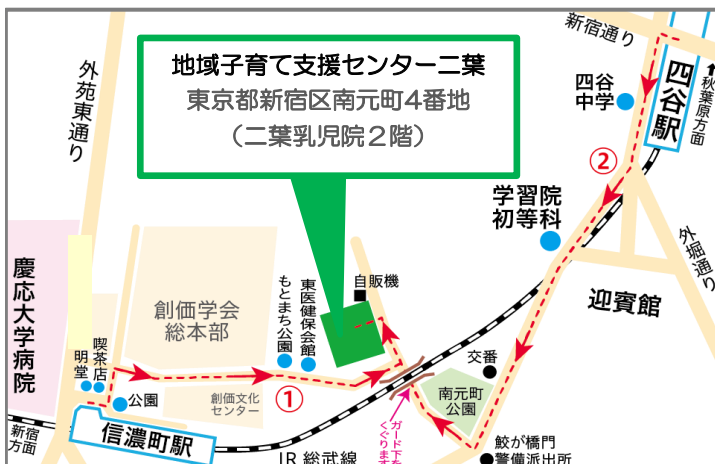 地域子育て支援センター二葉
東京都新宿区南元町4番地
（二葉乳児院２階）
新宿通り
外苑東通り
四谷
中学
四谷駅
秋葉原方面
②
学習院
初等科
外堀通り
迎賓館
慶応大学病院
創価学会
総本部
もとまち公園
東医健保会館
自販機
交番
南元町
公園
喫茶店
明堂
公園
①
創価文化
センター
信濃町駅
新宿
方面
JR 総武線
ガード下を
くぐります
鮫が橋門
警備派出所